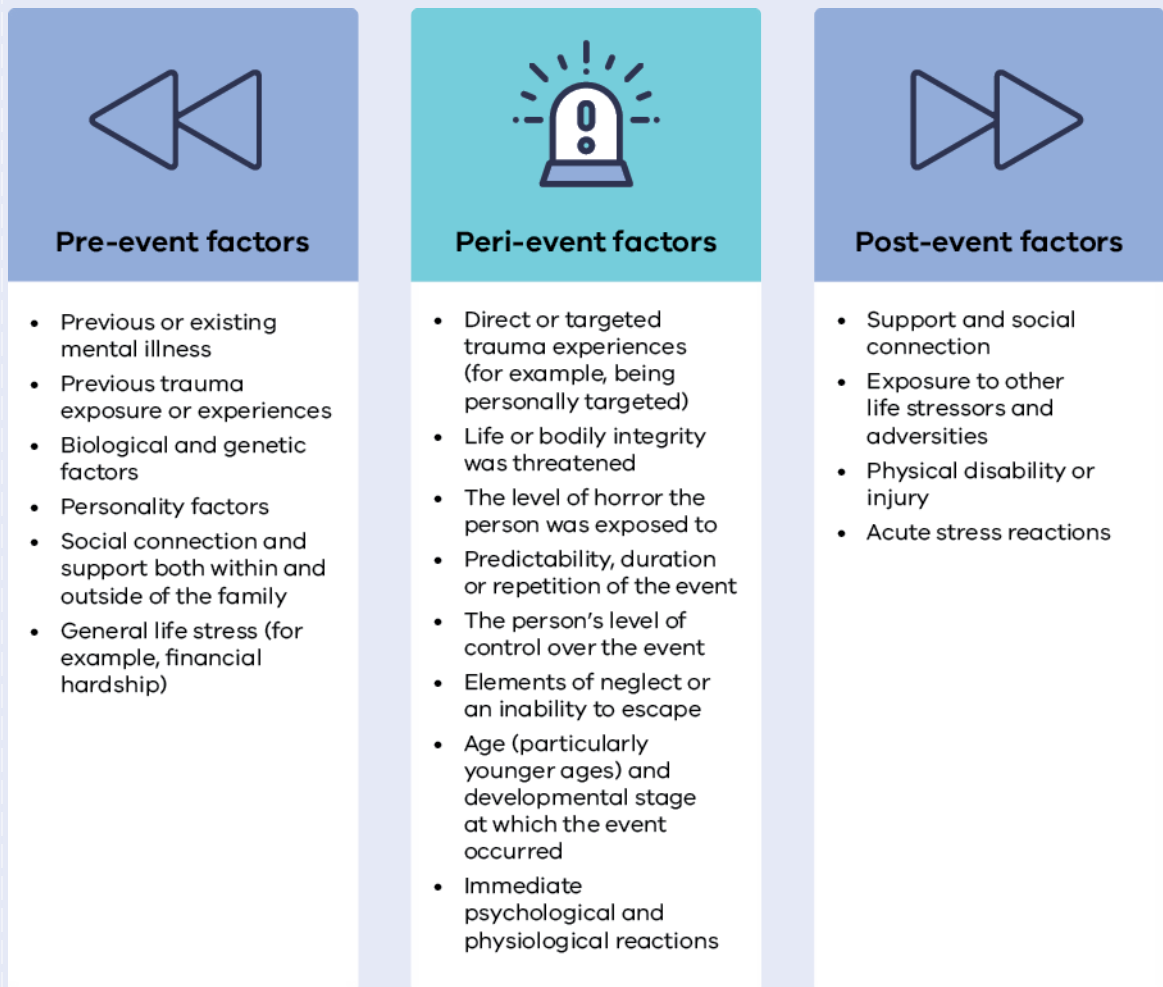 Pre-event factors
• Previous or existing
mental illness
• Previous trauma
exposure or experiences
• Biological and genetic
factors
• Personality factors
• Social connection and
support both within and
outside of the family
• General life stress (for
example, financial
hardship)
Peri-event factors
• Direct or targeted
trauma experiences
(for example, being
personally targeted)
• Life or bodily integrity
was threatened
• The level of horror the
person was exposed to
• Predictability, duration
or repetition of the event
• The person’s level of
control over the event
• Elements of neglect or
an inability to escape
• Age (particularly
younger ages) and
developmental stage
at which the event
occurred
• Immediate
psychological and
physiological reactions
Post-event factors
• Support and social
connection
• Exposure to other
life stressors and
adversities
• Physical disability or
injury
• Acute stress reactions